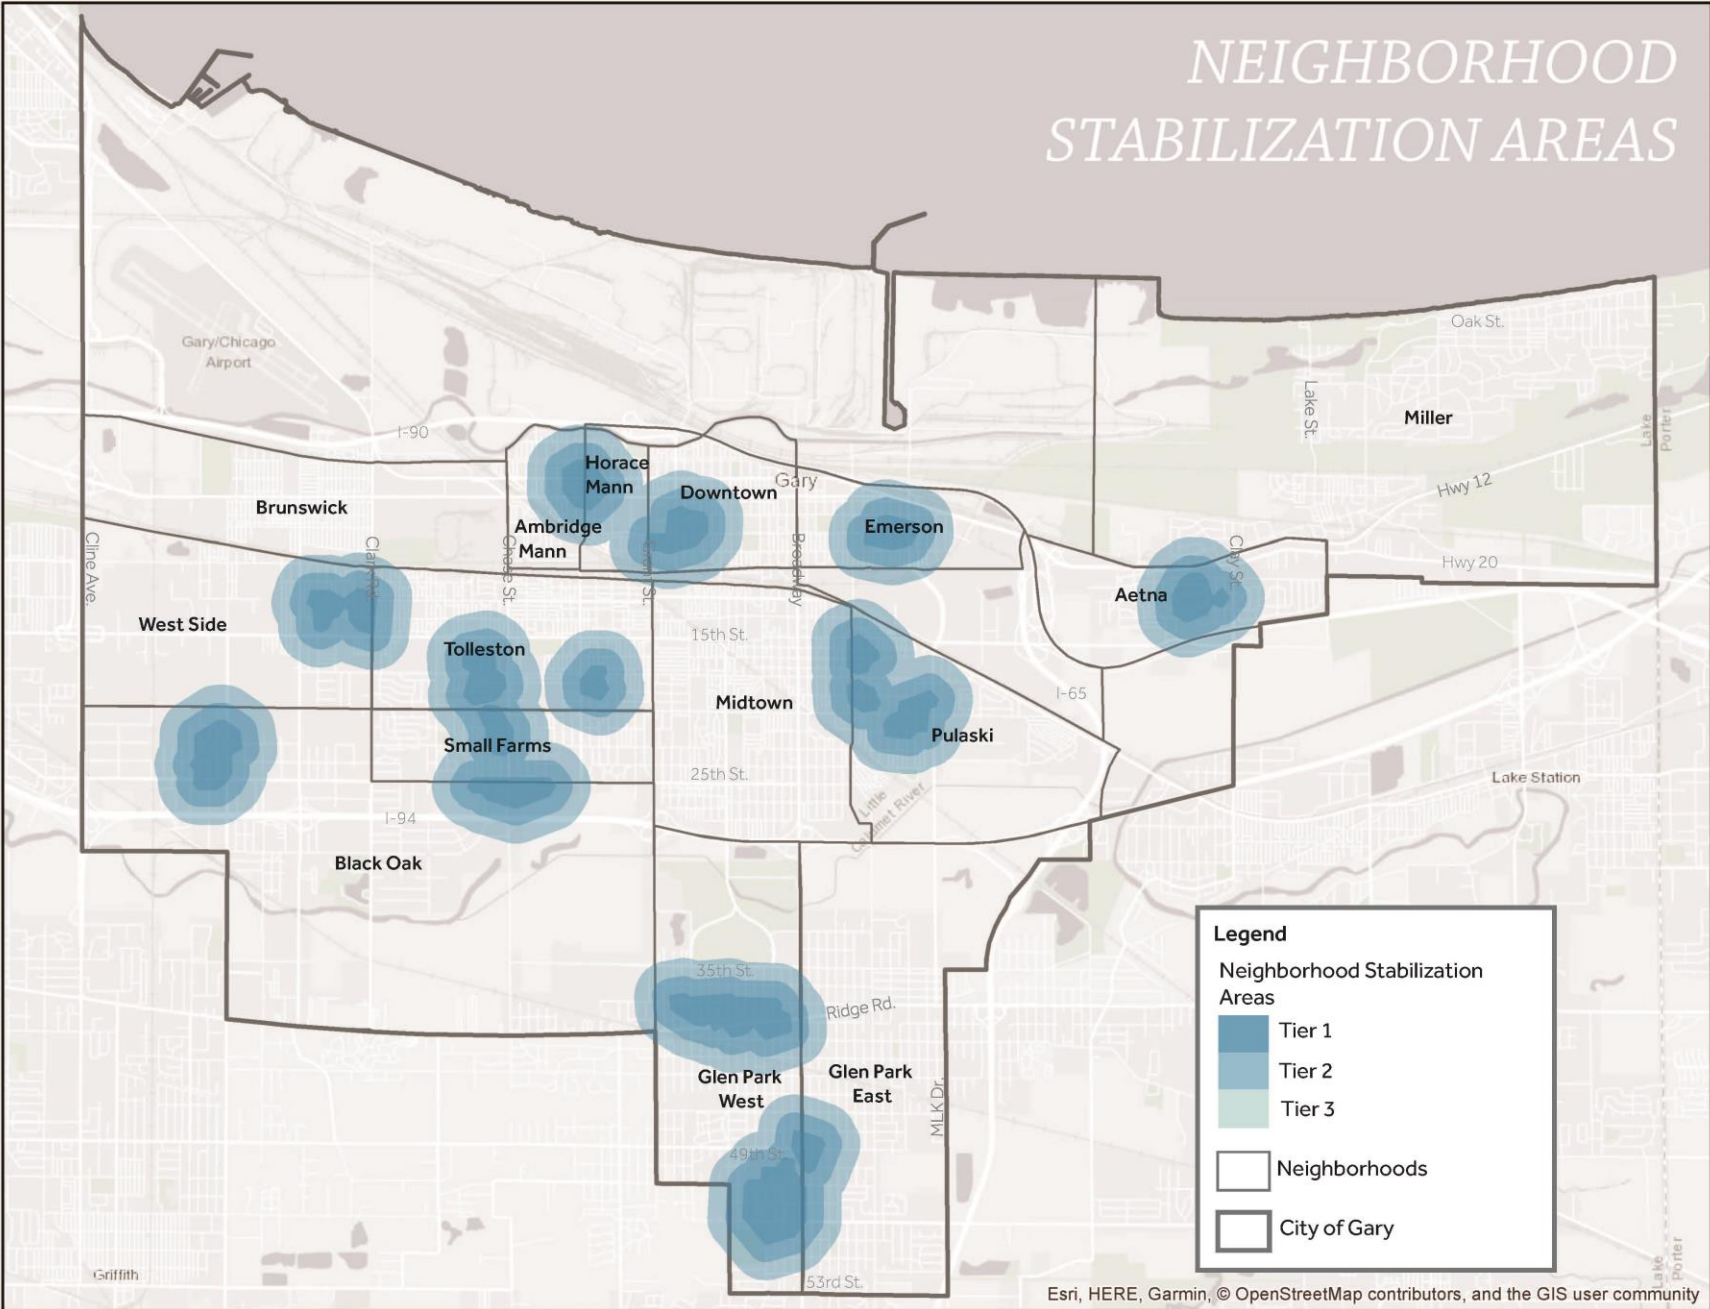 NEIGHBORHOOD
STABILIZATION AREAS
Gary/Chicago
Airport
Oak St.
Lake St.
Miller
Lake
Porter
I-90
Horace
Mann
Downtown
Gary
Hwy 12
Brunswick
Ambridge
Mann
Emerson
Cline Ave.
Chase St.
Broadway
Clay St.
Hwy 20
Aetna
West Side
15th St.
Tolleston
Midtown
I-65
Pulaski
Small Farms
25th St.
Lake Station
Little
Calumet River
I-94
Black Oak
35th St.
Ridge Rd.
Glen Park
West
Glen Park
East
MLK Dr.
49th St.
53rd St.
Griffith
Legend
Neighborhood Stabilization
Areas
Tier 1
Tier 2
Tier 3
Neighborhoods
City of Gary
Lake
Porter
Esri, HERE, Garmin, © OpenStreetMap contributors, and the GIS user community